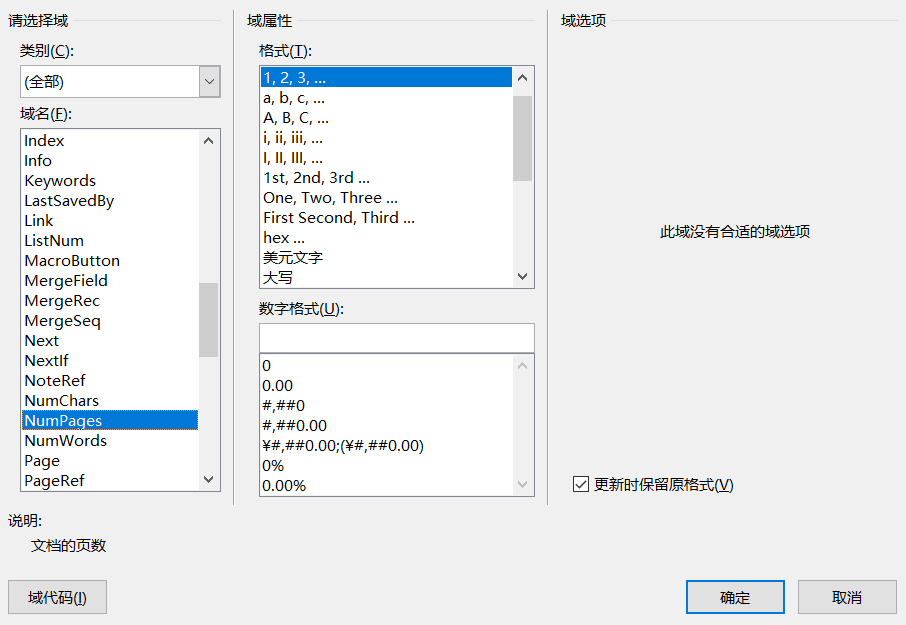 请选择域
类别(C):
(全部)
域名(F):
Index
Info
Keywords
LastSavedBy
Link
ListNum
MacroButton
MergeField
MergeRec
MergeSeq
Next
NextIf
NoteRef
NumChars
NumPages
NumWords
Page
PageRef
域属性
格式(T):
1, 2, 3, ...
a, b, c, ...
A, B, C, ...
i, ii, iii, ...
I, II, III, ...
1st, 2nd, 3rd ...
One, Two, Three ...
First Second, Third ...
hex ...
美元文字
大写
数字格式(U):
0
0.00
#,##0
#,##0.00
¥#,##0.00;(¥#,##0.00)
0%
0.00%
域选项
此域没有合适的域选项
更新时保留原格式(V)
说明:
文档的页数
域代码(I)
确定
取消